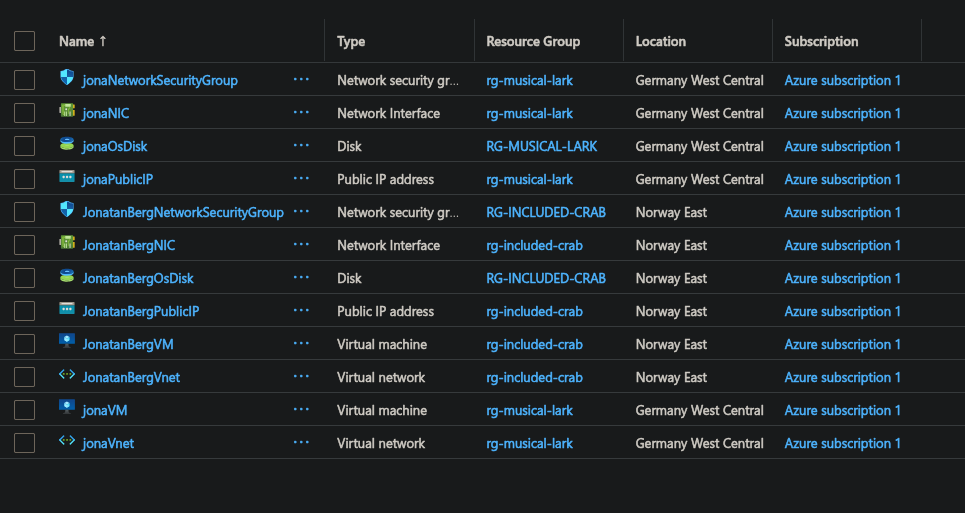 Name ↑ Type Resource Group Location Subscription
jonaNetworkSecurityGroup ... Network security gr... rg-musical-lark Germany West Central Azure subscription 1
jonaNIC ... Network Interface rg-musical-lark Germany West Central Azure subscription 1
jonaOsDisk ... Disk RG-MUSICAL-LARK Germany West Central Azure subscription 1
jonaPublicIP ... Public IP address rg-musical-lark Germany West Central Azure subscription 1
JonatanBergNetworkSecurityGroup ... Network security gr... RG-INCLUDED-CRAB Norway East Azure subscription 1
JonatanBergNIC ... Network Interface rg-included-crab Norway East Azure subscription 1
JonatanBergOsDisk ... Disk RG-INCLUDED-CRAB Norway East Azure subscription 1
JonatanBergPublicIP ... Public IP address rg-included-crab Norway East Azure subscription 1
JonatanBergVM ... Virtual machine rg-included-crab Norway East Azure subscription 1
JonatanBergVnet ... Virtual network rg-included-crab Norway East Azure subscription 1
jonaVM ... Virtual machine rg-musical-lark Germany West Central Azure subscription 1
jonaVnet ... Virtual network rg-musical-lark Germany West Central Azure subscription 1